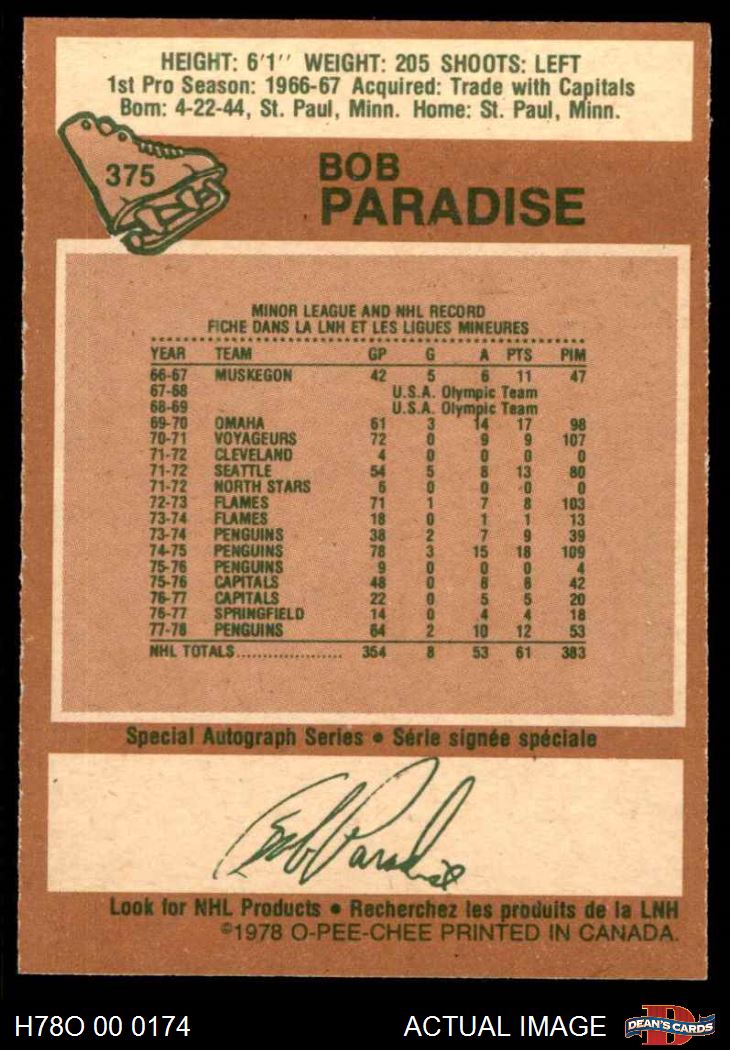 HEIGHT: 6'1'' WEIGHT: 205 SHOOTS: LEFT
1st Pro Season: 1966-67 Acquired: Trade with Capitals
Born: 4-22-44, St. Paul, Minn. Home: St. Paul, Minn.
375
BOB
PARADISE
MINOR LEAGUE AND NHL RECORD
FICHE DANS LA LNH ET LES LIGUES MINEURES
YEAR TEAM GP G A PTS PIM
66-67 MUSKEGON 42 5 6 11 47
67-68 U.S.A. Olympic Team
68-69 U.S.A. Olympic Team
69-70 OMAHA 61 3 14 17 98
70-71 VOYAGEURS 72 0 9 9 107
71-72 CLEVELAND 4 0 0 0 0
71-72 SEATTLE 54 5 8 13 80
71-72 NORTH STARS 6 0 0 0 0
72-73 FLAMES 71 1 7 8 103
73-74 FLAMES 18 0 1 1 13
73-74 PENGUINS 38 2 7 9 39
74-75 PENGUINS 78 3 15 18 109
75-76 PENGUINS 9 0 0 0 4
75-76 CAPITALS 48 0 8 8 42
76-77 CAPITALS 22 0 5 5 20
76-77 SPRINGFIELD 14 0 4 4 18
77-78 PENGUINS 64 2 10 12 53
NHL TOTALS.................... 354 8 53 61 383
Special Autograph Series • Série signée spéciale
Bob Paradise
Look for NHL Products • Recherchez les produits de la LNH
©1978 O-PEE-CHEE PRINTED IN CANADA.
H78O 00 0174
ACTUAL IMAGE
D
DEAN'S CARDS